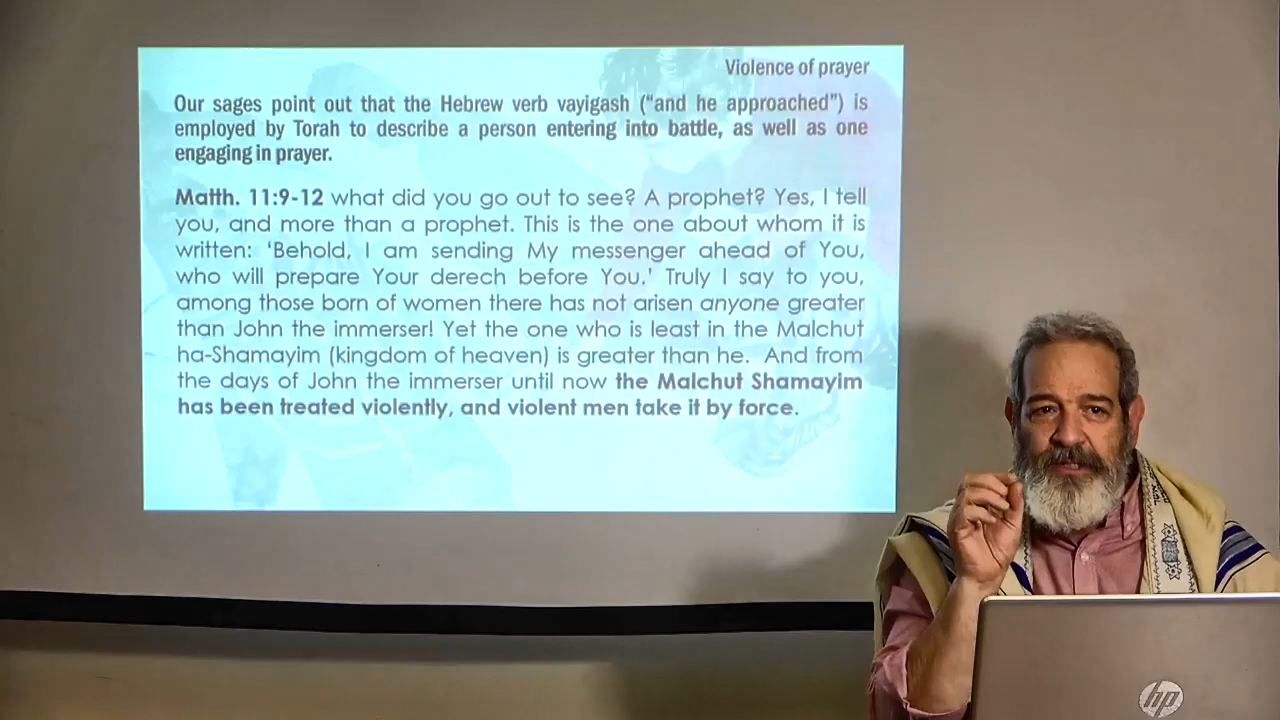 Violence of prayer
Our sages point out that the Hebrew verb vayigash (“and he approached”) is
employed by Torah to describe a person entering into battle, as well as one
engaging in prayer.
Matth. 11:9-12 what did you go out to see? A prophet? Yes, I tell
you, and more than a prophet. This is the one about whom it is
written: ‘Behold, I am sending My messenger ahead of You,
who will prepare Your derech before You.’ Truly I say to you,
among those born of women there has not arisen anyone greater
than John the immerser! Yet the one who is least in the Malchut
ha-Shamayim (kingdom of heaven) is greater than he. And from
the days of John the immerser until now the Malchut Shamayim
has been treated violently, and violent men take it by force.
hp